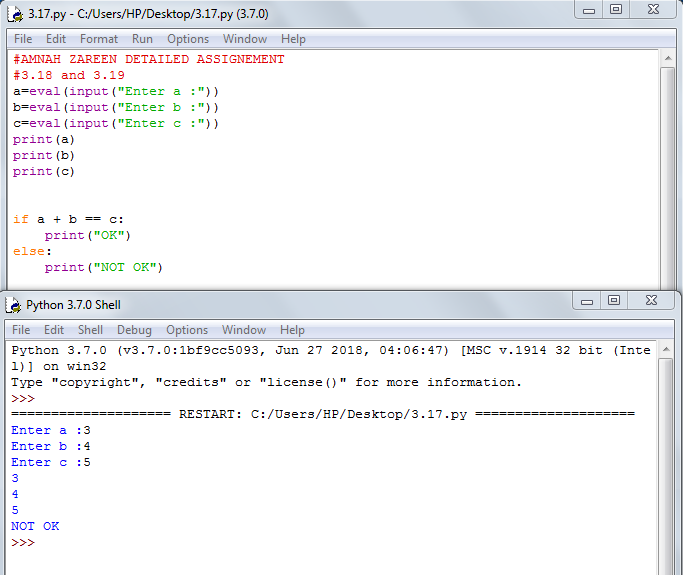 3.17.py - C:/Users/HP/Desktop/3.17.py (3.7.0)
File Edit Format Run Options Window Help
#AMNAH ZAREEN DETAILED ASSIGNEMENT
#3.18 and 3.19
a=eval(input("Enter a :"))
b=eval(input("Enter b :"))
c=eval(input("Enter c :"))
print(a)
print(b)
print(c)
if a + b == c:
    print("OK")
else:
    print("NOT OK")
Python 3.7.0 Shell
File Edit Shell Debug Options Window Help
Python 3.7.0 (v3.7.0:1bf9cc5093, Jun 27 2018, 04:06:47) [MSC v.1914 32 bit (Inte
l)] on win32
Type "copyright", "credits" or "license()" for more information.
>>>
==================== RESTART: C:/Users/HP/Desktop/3.17.py ====================
Enter a :3
Enter b :4
Enter c :5
3
4
5
NOT OK
>>>